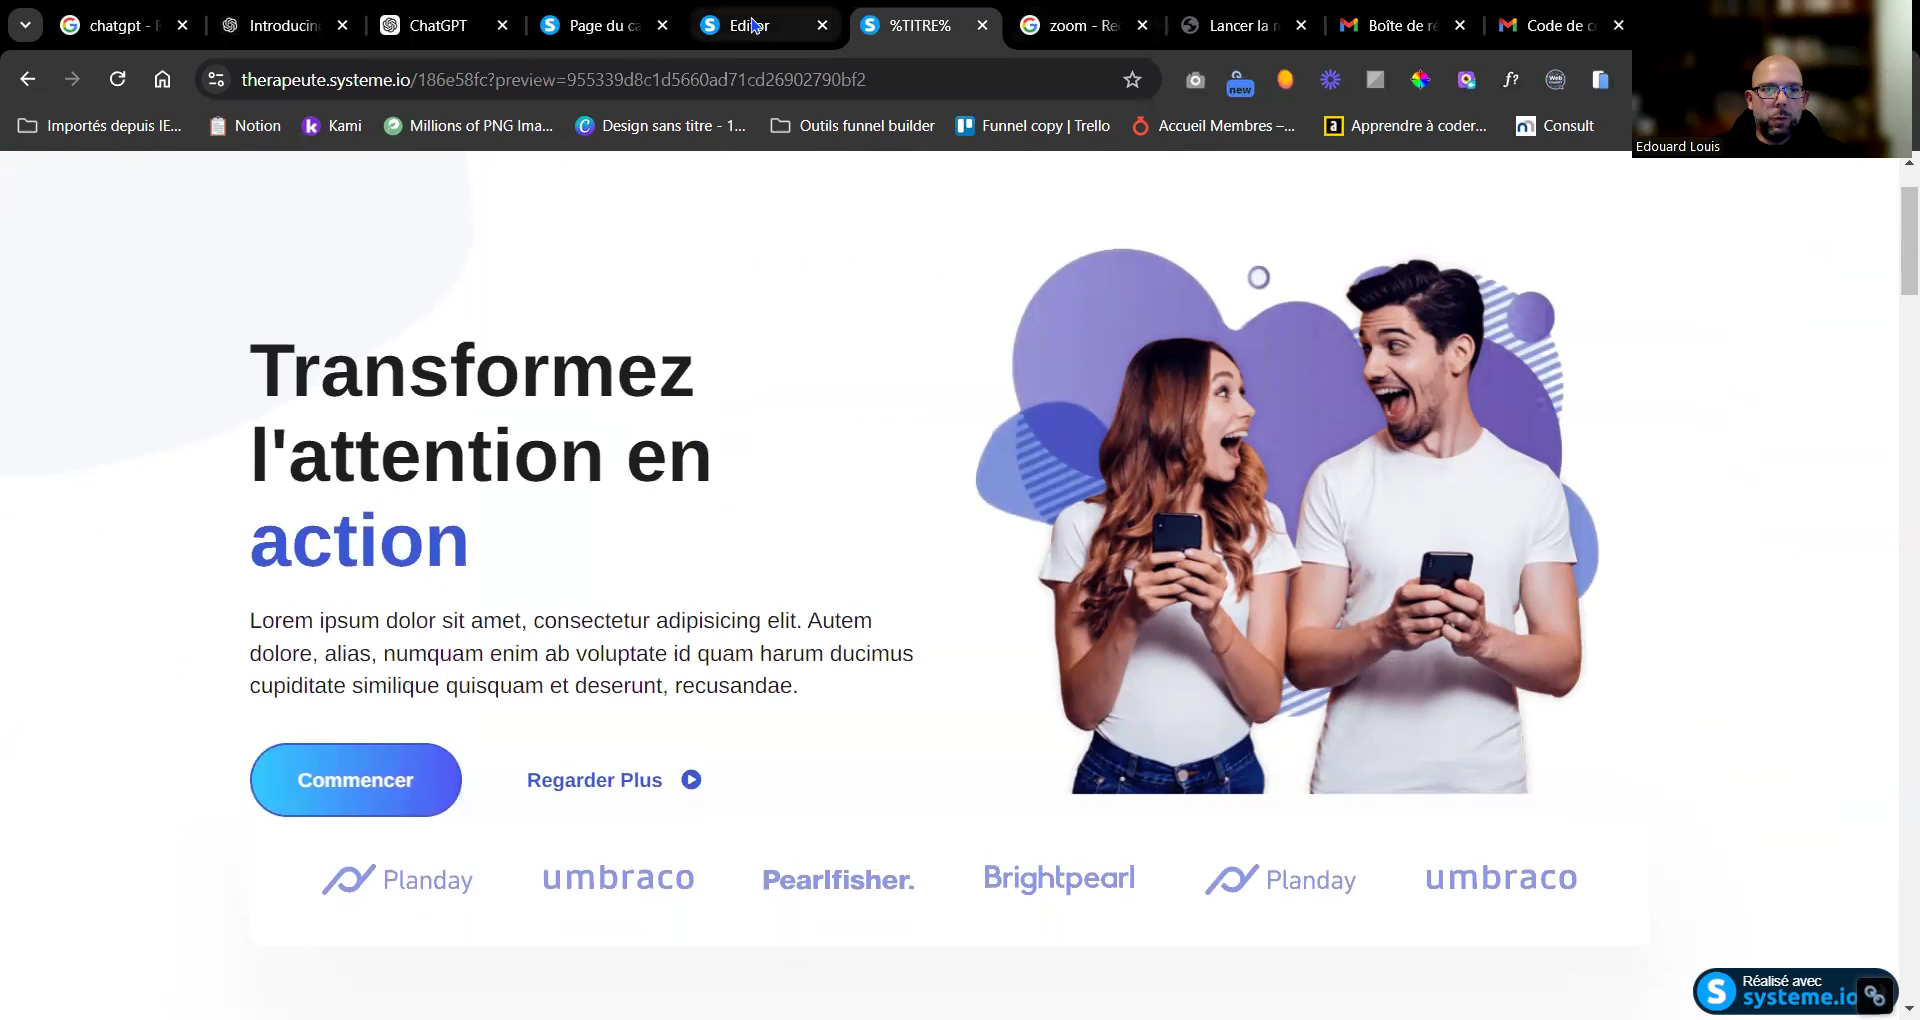 chatgpt - R
Introducin
ChatGPT
Page du ca
Editor
%TITRE%
zoom - Rec
Lancer la r
Boîte de ré
Code de co
therapeute.systeme.io/186e58fc?preview=955339d8c1d5660ad71cd26902790bf2
new
f?
Importés depuis IE...
Notion
Kami
Millions of PNG Ima...
Design sans titre - 1...
Outils funnel builder
Funnel copy | Trello
Accueil Membres –...
Apprendre à coder...
Consult
Edouard Louis
Transformez
l'attention en
action
Lorem ipsum dolor sit amet, consectetur adipisicing elit. Autem
dolore, alias, numquam enim ab voluptate id quam harum ducimus
cupiditate similique quisquam et deserunt, recusandae.
Commencer
Regarder Plus
Planday
umbraco
Pearlfisher.
Brightpearl
Planday
umbraco
Réalisé avec
systeme.io